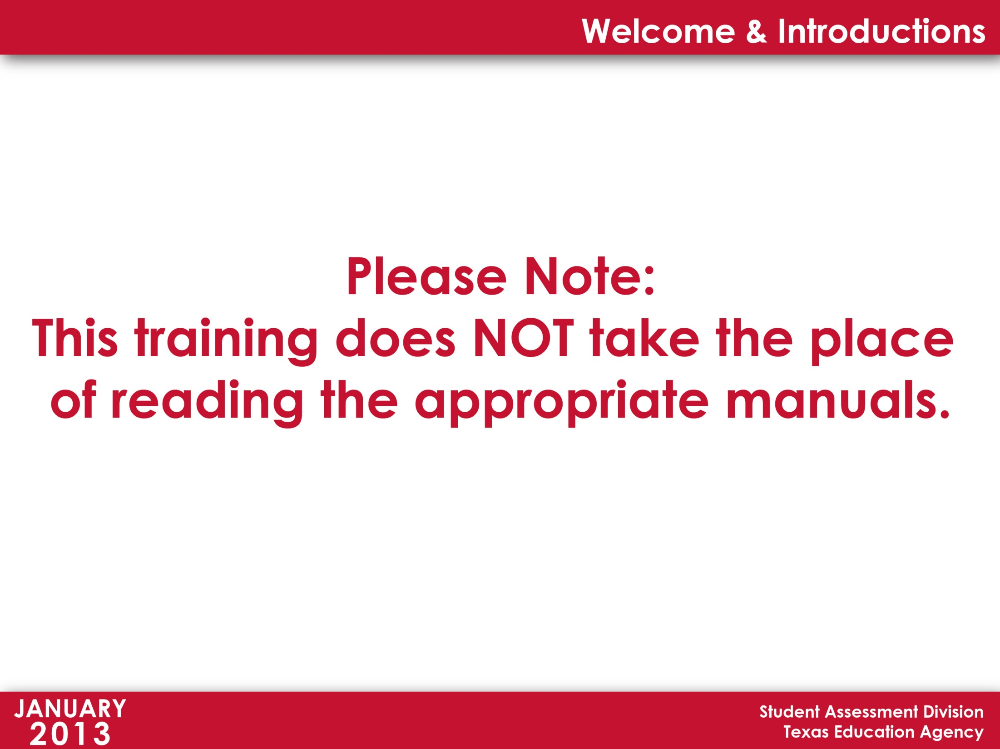 Welcome & Introductions
Please Note:
This training does NOT take the place
of reading the appropriate manuals.
JANUARY
2013
Student Assessment Division
Texas Education Agency